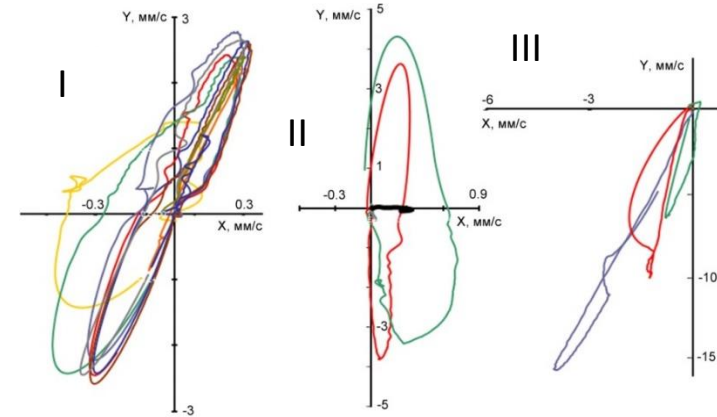 I
Y, мм/с
3
-0.3
0.3
X, мм/с
-3
II
Y, мм/с
5
3
1
-0.3
0.9
X, мм/с
-3
-5
III
Y, мм/с
-6
-3
X, мм/с
-10
-15